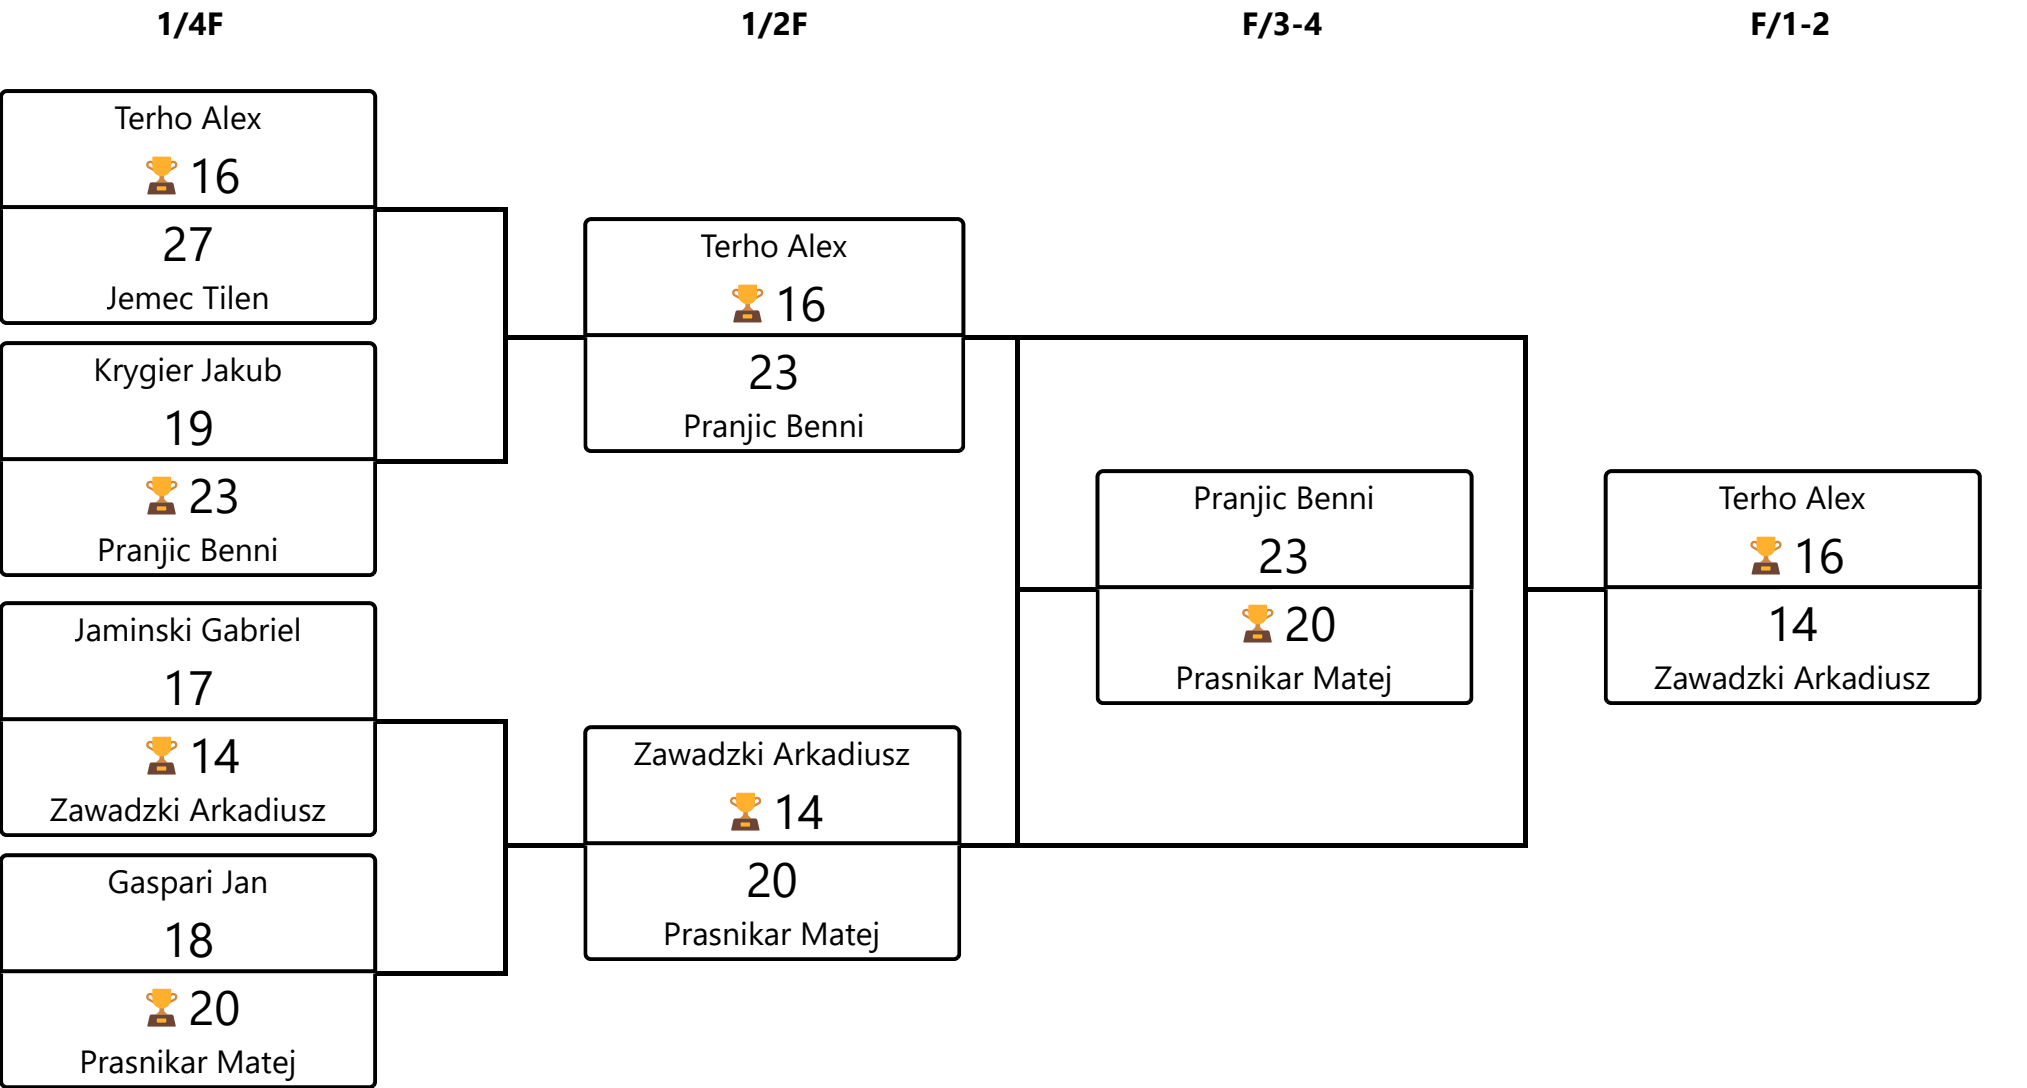 1/4F
1/2F
F/3-4
F/1-2
Terho Alex
16
27
Jemec Tilen
Krygier Jakub
19
23
Pranjic Benni
Jaminski Gabriel
17
14
Zawadzki Arkadiusz
Gaspari Jan
18
20
Prasnikar Matej
Terho Alex
16
23
Pranjic Benni
Zawadzki Arkadiusz
14
20
Prasnikar Matej
Pranjic Benni
23
20
Prasnikar Matej
Terho Alex
16
14
Zawadzki Arkadiusz